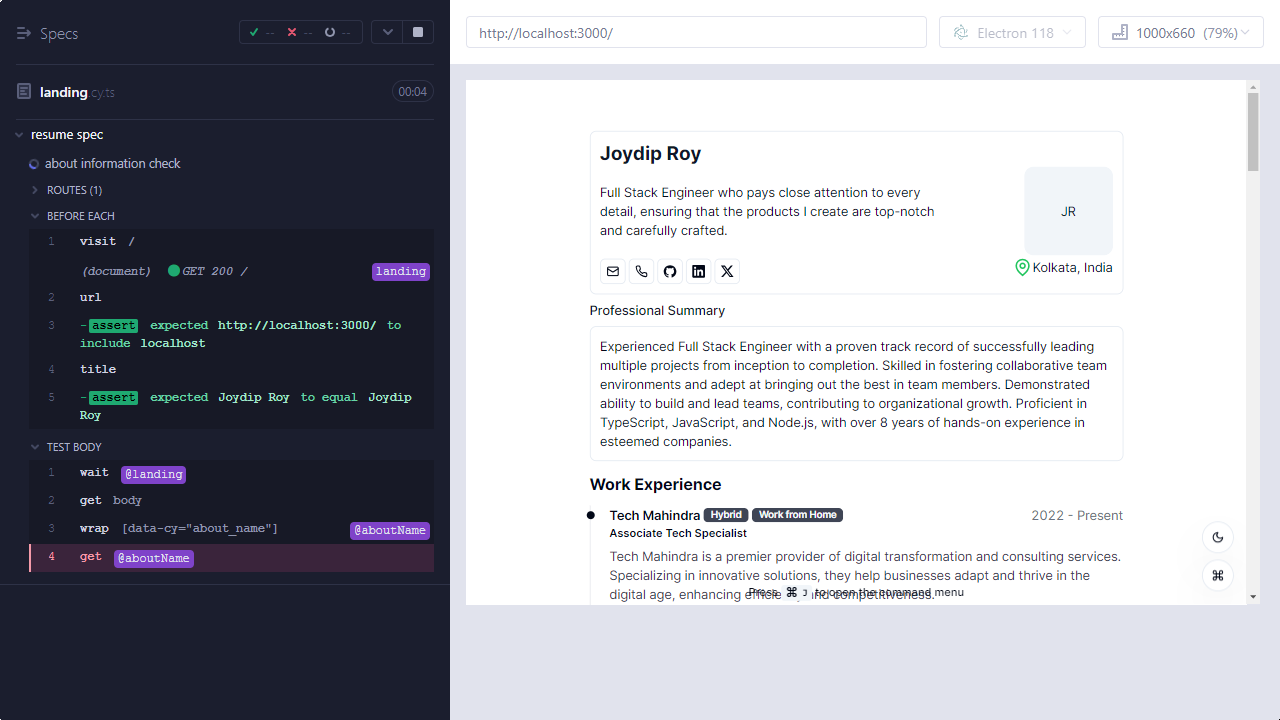 Specs
-- -- --
landing.cy.ts 00:04
resume spec
about information check
ROUTES (1)
BEFORE EACH
1 visit /
(document) GET 200 / landing
2 url
3 -assert expected http://localhost:3000/ to
include localhost
4 title
5 -assert expected Joydip Roy to equal Joydip
Roy
TEST BODY
1 wait @landing
2 get body
3 wrap [data-cy="about_name"] @aboutName
4 get @aboutName
http://localhost:3000/
Electron 118
1000x660 (79%)
Joydip Roy
Full Stack Engineer who pays close attention to every
detail, ensuring that the products I create are top-notch
and carefully crafted.
JR
Kolkata, India
Professional Summary
Experienced Full Stack Engineer with a proven track record of successfully leading
multiple projects from inception to completion. Skilled in fostering collaborative team
environments and adept at bringing out the best in team members. Demonstrated
ability to build and lead teams, contributing to organizational growth. Proficient in
TypeScript, JavaScript, and Node.js, with over 8 years of hands-on experience in
esteemed companies.
Work Experience
Tech Mahindra Hybrid Work from Home 2022 - Present
Associate Tech Specialist
Tech Mahindra is a premier provider of digital transformation and consulting services.
Specializing in innovative solutions, they help businesses adapt and thrive in the
digital age, enhancing and competitiveness.
Press ⌘ J to open the command menu